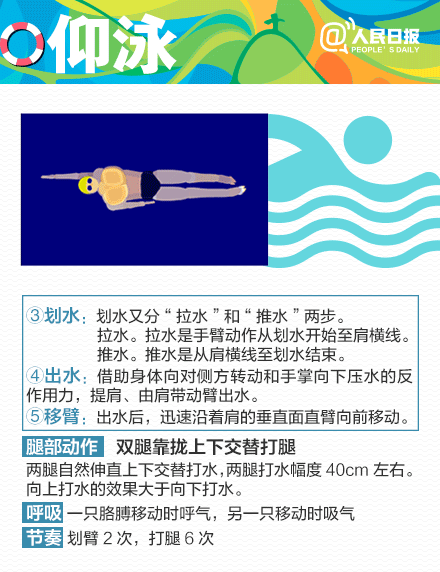 仰泳
@人民日报
PEOPLE'S DAILY
③划水：划水又分“拉水”和“推水”两步。
拉水。拉水是手臂动作从划水开始至肩横线。
推水。推水是从肩横线至划水结束。
④出水：借助身体向对侧方转动和手掌向下压水的反
作用力，提肩、由肩带动臂出水。
⑤移臂：出水后，迅速沿着肩的垂直面直臂向前移动。
腿部动作 双腿靠拢上下交替打腿
两腿自然伸直上下交替打水，两腿打水幅度40cm左右。
向上打水的效果大于向下打水。
呼吸 一只胳膊移动时呼气，另一只移动时吸气
节奏 划臂2次，打腿6次